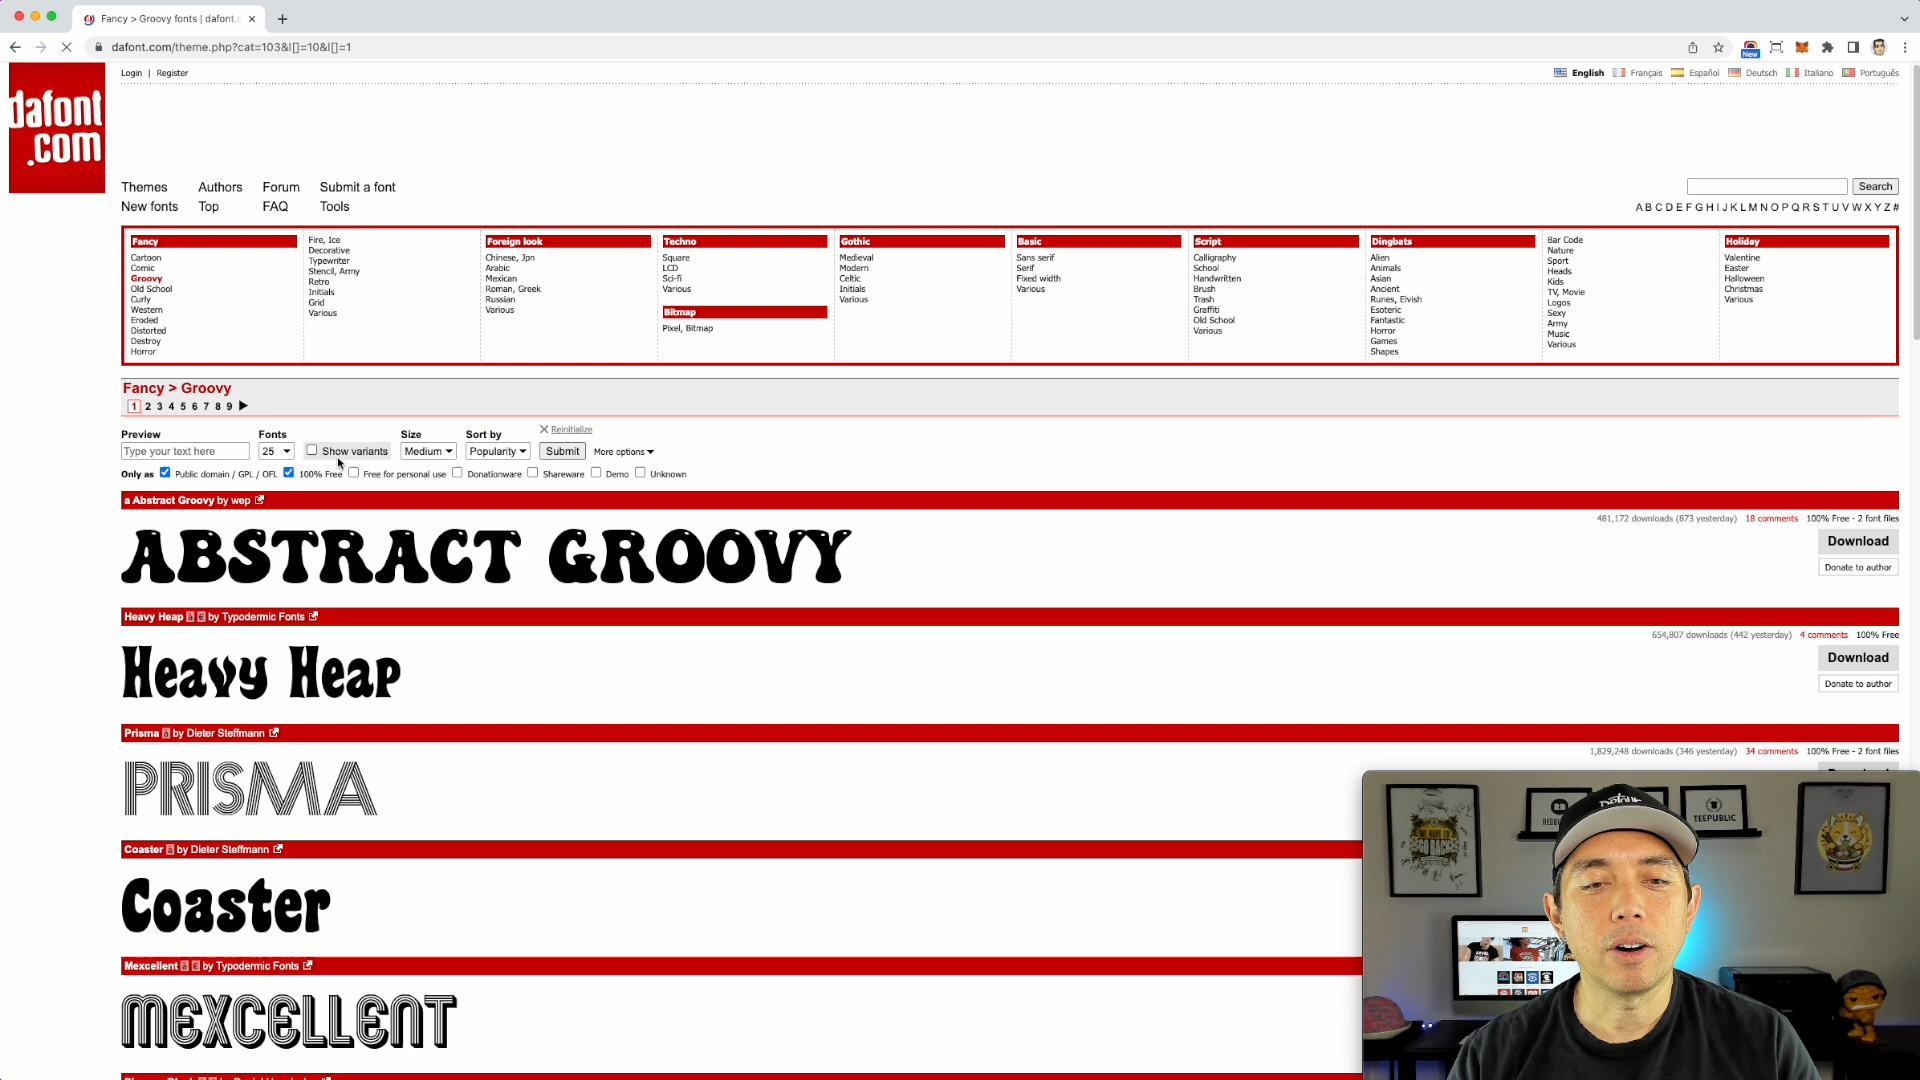 Fancy > Groovy fonts | dafont.c
dafont.com/theme.php?cat=103&l[]=10&l[]=1
New
dafont
.com
Login | Register
English Français Español Deutsch Italiano Português
Themes Authors Forum Submit a font
New fonts Top FAQ Tools
Search
A B C D E F G H I J K L M N O P Q R S T U V W X Y Z #
Fancy
Cartoon
Comic
Groovy
Old School
Curly
Western
Eroded
Distorted
Destroy
Horror
Fire, Ice
Decorative
Typewriter
Stencil, Army
Retro
Initials
Grid
Various
Foreign look
Chinese, Jpn
Arabic
Mexican
Roman, Greek
Russian
Various
Techno
Square
LCD
Sci-fi
Various
Bitmap
Pixel, Bitmap
Gothic
Medieval
Modern
Celtic
Initials
Various
Basic
Sans serif
Serif
Fixed width
Various
Script
Calligraphy
School
Handwritten
Brush
Trash
Graffiti
Old School
Various
Dingbats
Alien
Animals
Asian
Ancient
Runes, Elvish
Esoteric
Fantastic
Horror
Games
Shapes
Bar Code
Nature
Sport
Heads
Kids
TV, Movie
Logos
Sexy
Army
Music
Various
Holiday
Valentine
Easter
Halloween
Christmas
Various
Fancy > Groovy
1 2 3 4 5 6 7 8 9
Preview Fonts Size Sort by Reinitialize
Type your text here 25 Show variants Medium Popularity Submit More options
Only as Public domain / GPL / OFL 100% Free Free for personal use Donationware Shareware Demo Unknown
a Abstract Groovy by wep
481,172 downloads (873 yesterday) 18 comments 100% Free - 2 font files
ABSTRACT GROOVY
Download
Donate to author
Heavy Heap à € by Typodermic Fonts
654,807 downloads (442 yesterday) 4 comments 100% Free
Heavy Heap
Download
Donate to author
Prisma à by Dieter Steffmann
1,829,248 downloads (346 yesterday) 34 comments 100% Free - 2 font files
PRISMA
Coaster à by Dieter Steffmann
Coaster
Mexcellent à € by Typodermic Fonts
MEXCELLENT
TEEPUBLIC